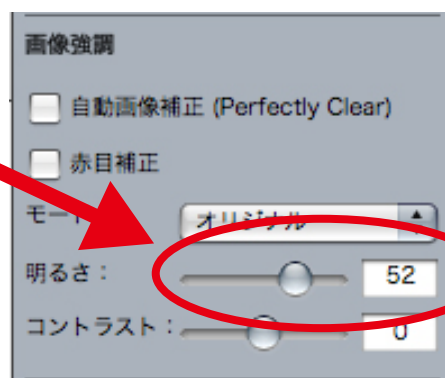 画像強調
自動画像補正 (Perfectly Clear)
赤目補正
モード オリジナル
明るさ： 52
コントラスト： 0